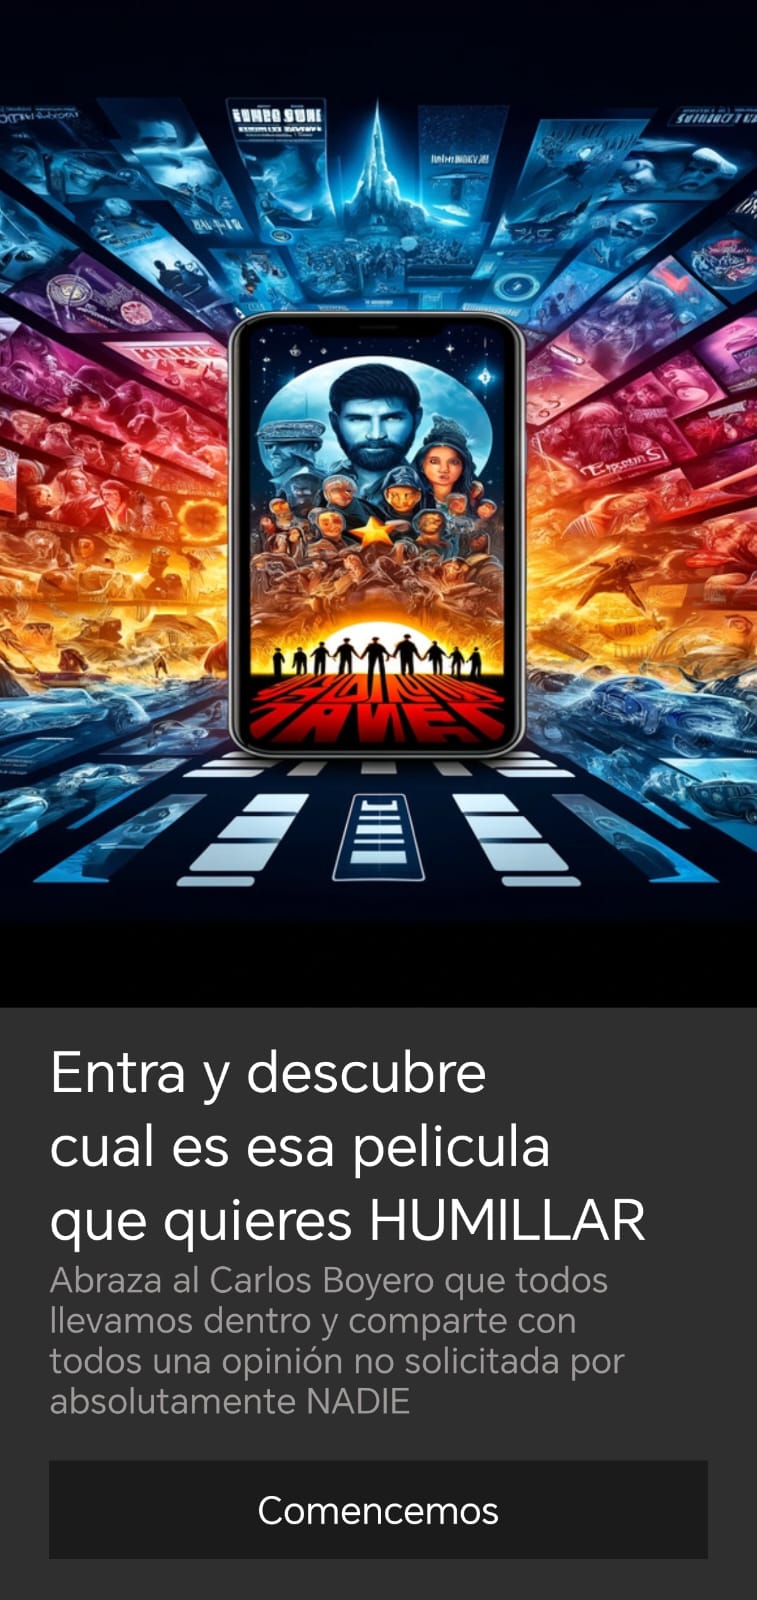 Entra y descubre
cual es esa pelicula
que quieres HUMILLAR
Abraza al Carlos Boyero que todos
llevamos dentro y comparte con
todos una opinión no solicitada por
absolutamente NADIE
Comencemos